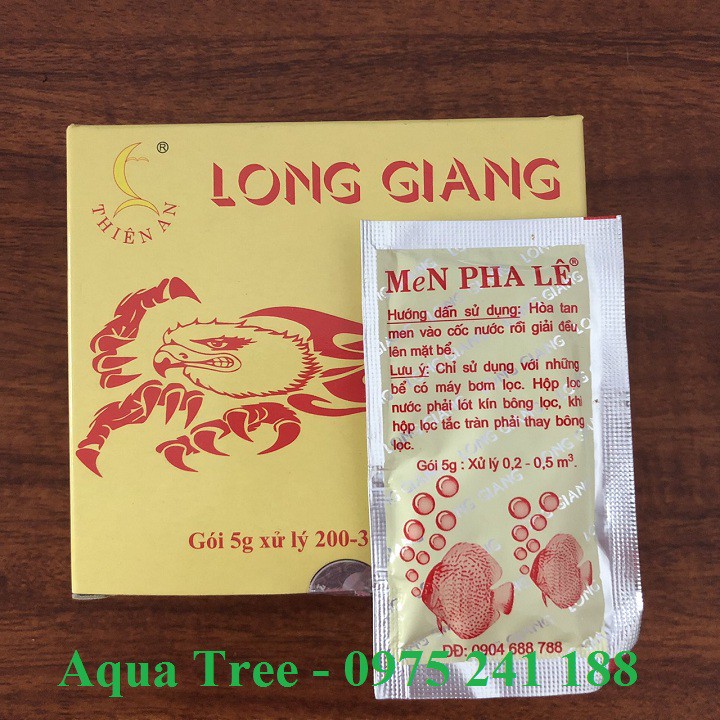 THIÊN AN
®
LONG GIANG
Gói 5g xử lý 200-3
MeN PHA LÊ®
Hướng dẫn sử dụng: Hòa tan
men vào cốc nước rồi giải đều
lên mặt bể.
Lưu ý: Chỉ sử dụng với những
bể có máy bơm lọc. Hộp lọc
nước phải lót kín bông lọc, khi
hộp lọc tắc tràn phải thay bông
lọc.
Gói 5g : Xử lý 0,2 - 0,5 m³.
DĐ: 0904 688 788
Aqua Tree - 0975 241 188